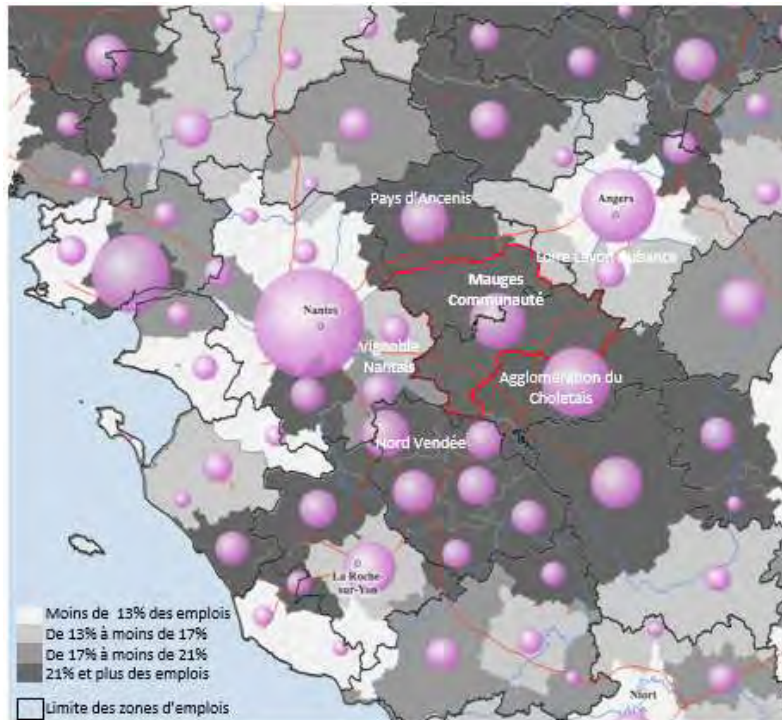 Pays d'Ancenis
Angers
Loire Layon Aubance
Mauges
Communauté
Nantes
Vignoble
Nantais
Agglomération du
Choletais
Nord Vendée
La Roche-
sur-Yon
Moins de 13% des emplois
De 13% à moins de 17%
De 17% à moins de 21%
21% et plus des emplois
Niort
Limite des zones d'emplois